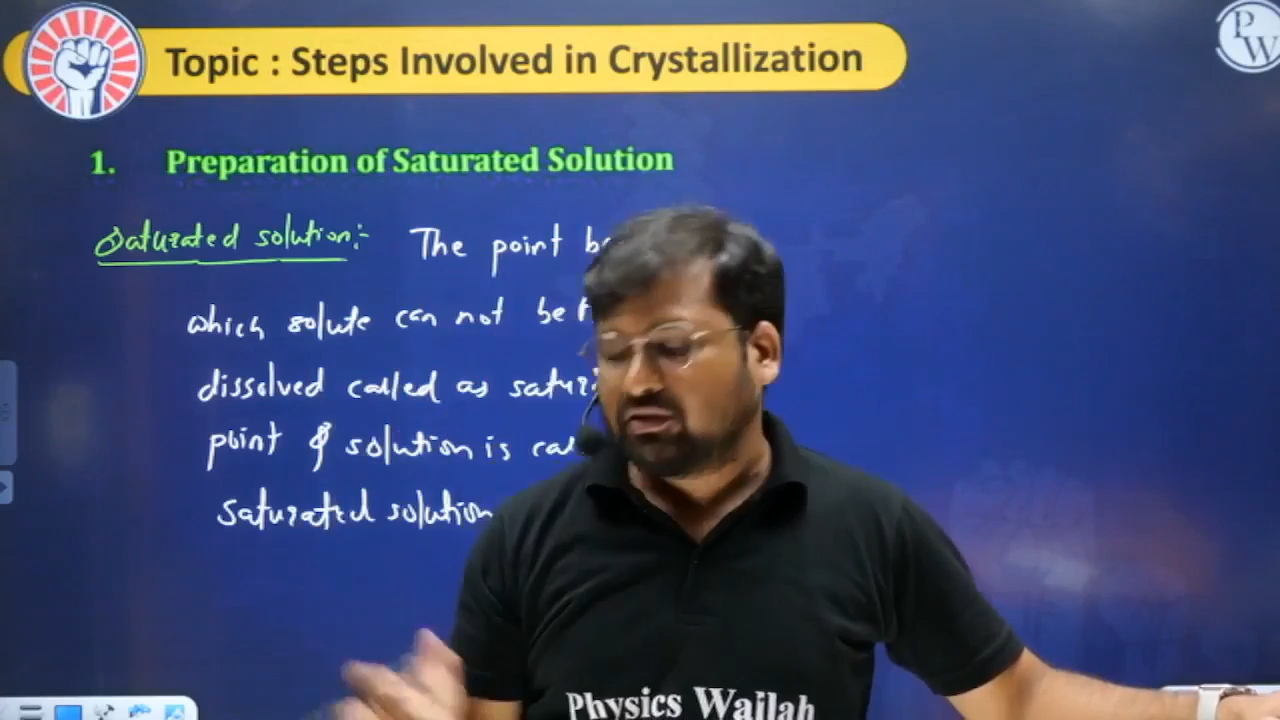 Topic : Steps Involved in Crystallization
PW
1. Preparation of Saturated Solution
Saturated solution:- The point
which solute can not be
dissolved called as
point & solution is
saturated solution
Physics Wallah